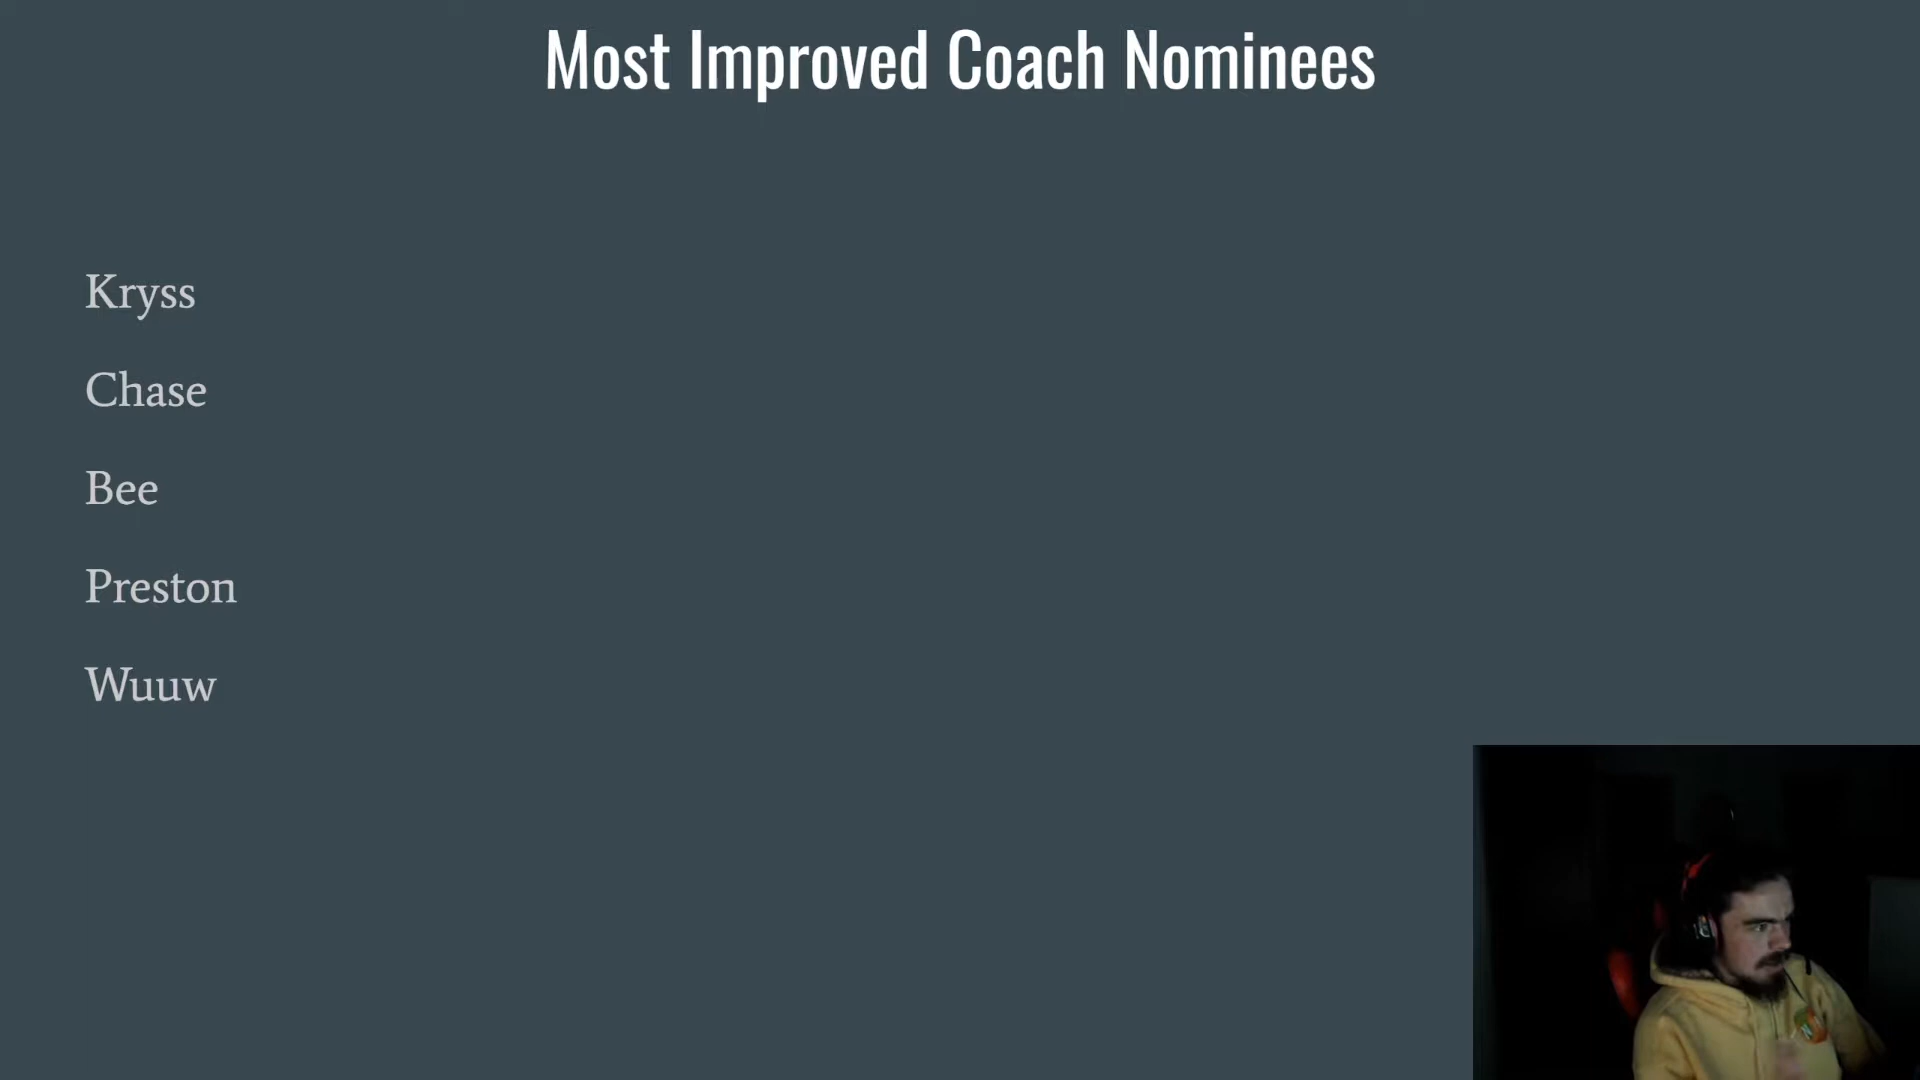 Most Improved Coach Nominees
Kryss
Chase
Bee
Preston
Wuuw